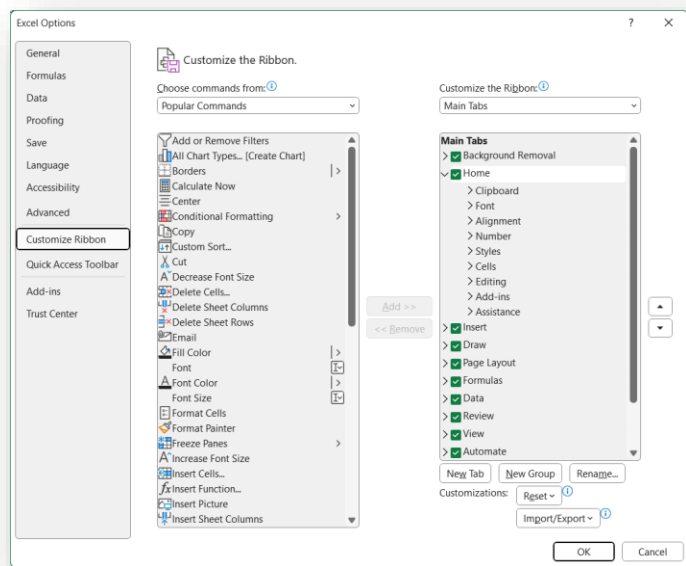 Excel Options
?
General
Formulas
Data
Proofing
Save
Language
Accessibility
Advanced
Customize Ribbon
Quick Access Toolbar
Add-ins
Trust Center
Customize the Ribbon.
Choose commands from:
Popular Commands
Add or Remove Filters
All Chart Types... [Create Chart]
Borders
Calculate Now
Center
Conditional Formatting
Copy
Custom Sort...
Cut
Decrease Font Size
Delete Cells...
Delete Sheet Columns
Delete Sheet Rows
Email
Fill Color
Font
Font Color
Font Size
Format Cells
Format Painter
Freeze Panes
Increase Font Size
Insert Cells...
Insert Function...
Insert Picture
Insert Sheet Columns
Add >>
<< Remove
Customize the Ribbon:
Main Tabs
Main Tabs
Background Removal
Home
Clipboard
Font
Alignment
Number
Styles
Cells
Editing
Add-ins
Assistance
Insert
Draw
Page Layout
Formulas
Data
Review
View
Automate
New Tab
New Group
Rename...
Customizations:
Reset
Import/Export
OK
Cancel